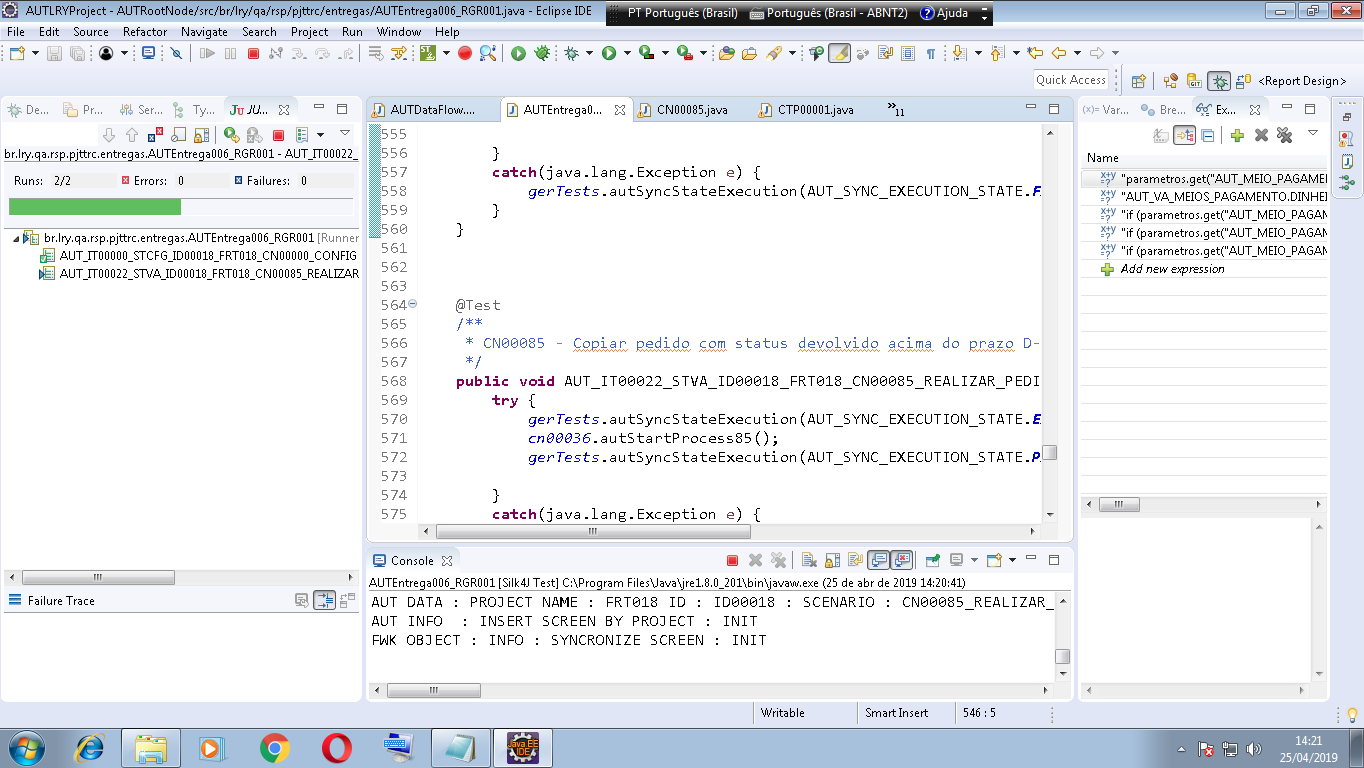 AUTLRYProject - AUTRootNode/src/br/lry/qa/rsp/pjttrc/entregas/AUTEntrega006_RGR001.java - Eclipse IDE
PT Português (Brasil) Português (Brasil - ABNT2) Ajuda
File Edit Source Refactor Navigate Search Project Run Window Help
Quick Access <Report Design>
De... Pr... Ser... Ty... JU...
br.lry.qa.rsp.pjttrc.entregas.AUTEntrega006_RGR001 - AUT_IT00022_
Runs: 2/2 Errors: 0 Failures: 0
br.lry.qa.rsp.pjttrc.entregas.AUTEntrega006_RGR001 [Runner
AUT_IT00000_STCFG_ID00018_FRT018_CN00000_CONFIG
AUT_IT00022_STVA_ID00018_FRT018_CN00085_REALIZAR
Failure Trace
AUTDataFlow.... AUTEntrega0... CN00085.java CTP00001.java »11
555
556 }
557 catch(java.lang.Exception e) {
558 gerTests.autSyncStateExecution(AUT_SYNC_EXECUTION_STATE.F
559 }
560 }
561
562
563
564 @Test
565 /**
566 * CN00085 - Copiar pedido com status devolvido acima do prazo D-
567 */
568 public void AUT_IT00022_STVA_ID00018_FRT018_CN00085_REALIZAR_PEDI
569 try {
570 gerTests.autSyncStateExecution(AUT_SYNC_EXECUTION_STATE.E
571 cn00036.autStartProcess85();
572 gerTests.autSyncStateExecution(AUT_SYNC_EXECUTION_STATE.P
573
574 }
575 catch(java.lang.Exception e) {
(x)= Var... Bre... Ex...
Name
"parametros.get("AUT_MEIO_PAGAME
"AUT_VA_MEIOS_PAGAMENTO.DINHE
"if (parametros.get("AUT_MEIO_PAGAM
"if (parametros.get("AUT_MEIO_PAGAM
"if (parametros.get("AUT_MEIO_PAGAM
Add new expression
Console
AUTEntrega006_RGR001 [Silk4J Test] C:\Program Files\Java\jre1.8.0_201\bin\javaw.exe (25 de abr de 2019 14:20:41)
AUT DATA : PROJECT NAME : FRT018 ID : ID00018 : SCENARIO : CN00085_REALIZAR_
AUT INFO  : INSERT SCREEN BY PROJECT : INIT
FWK OBJECT : INFO : SYNCRONIZE SCREEN : INIT
Writable Smart Insert 546 : 5
Java EE
IDE
14:21
25/04/2019